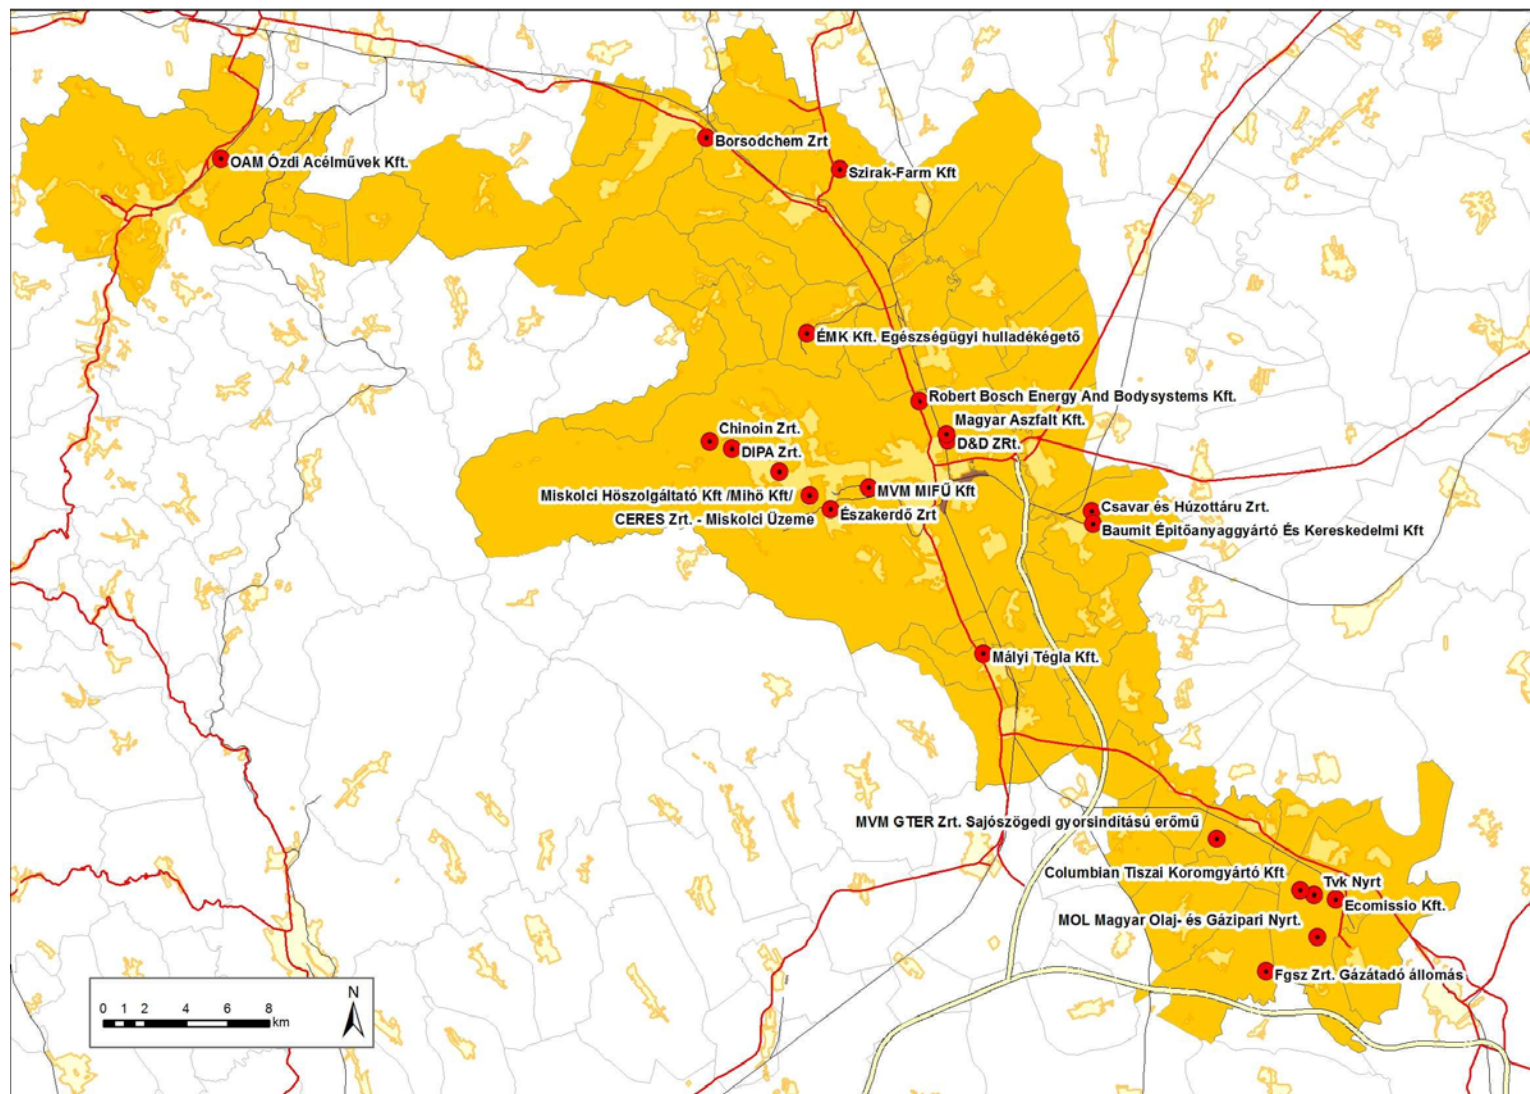 Borsodchem Zrt
OAM Ózdi Acélművek Kft.
Szirak-Farm Kft
ÉMK Kft. Egészségügyi hulladékégető
Robert Bosch Energy And Bodysystems Kft.
Magyar Aszfalt Kft.
Chinoin Zrt.
D&D ZRt.
DIPA Zrt.
MVM MIFŰ Kft
Miskolci Höszolgáltató Kft /Mihö Kft/
Csavar és Húzottáru Zrt.
Északerdő Zrt
CERES Zrt. - Miskolci Üzeme
Baumit Építőanyaggyártó És Kereskedelmi Kft
Mályi Tégla Kft.
MVM GTER Zrt. Sajószögedi gyorsindítású erőmű
Columbian Tiszai Koromgyártó Kft
Tvk Nyrt
Ecomissio Kft.
MOL Magyar Olaj- és Gázipari Nyrt.
Fgsz Zrt. Gázátadó állomás
N
0 1 2 4 6 8
km